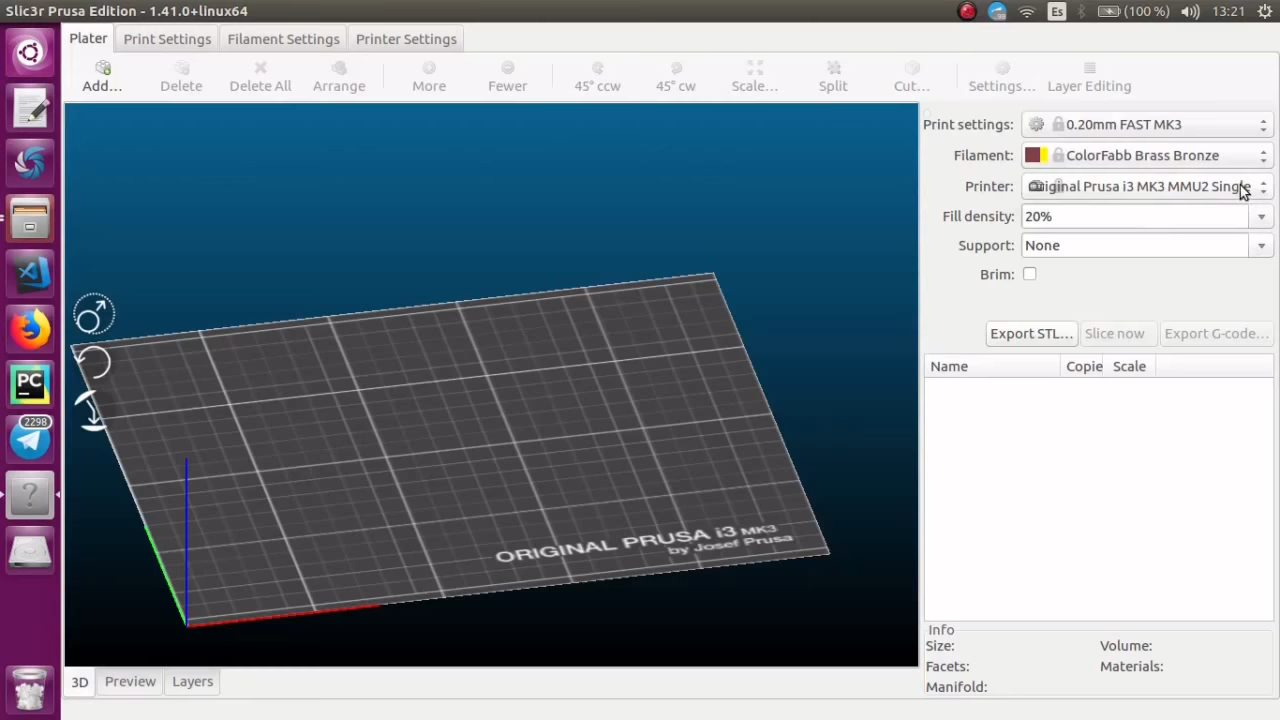 Slic3r Prusa Edition - 1.41.0+linux64
Es
(100 %)
13:21
Plater
Print Settings
Filament Settings
Printer Settings
Add...
Delete
Delete All
Arrange
More
Fewer
45° ccw
45° cw
Scale...
Split
Cut...
Settings...
Layer Editing
Print settings:
0.20mm FAST MK3
Filament:
ColorFabb Brass Bronze
Printer:
Original Prusa i3 MK3 MMU2 Single
Fill density:
20%
Support:
None
Brim:
Export STL...
Slice now
Export G-code...
Name
Copie
Scale
PC
2298
ORIGINAL PRUSA i3 MK3
by Josef Prusa
Info
Size:
Volume:
Facets:
Materials:
Manifold:
3D
Preview
Layers